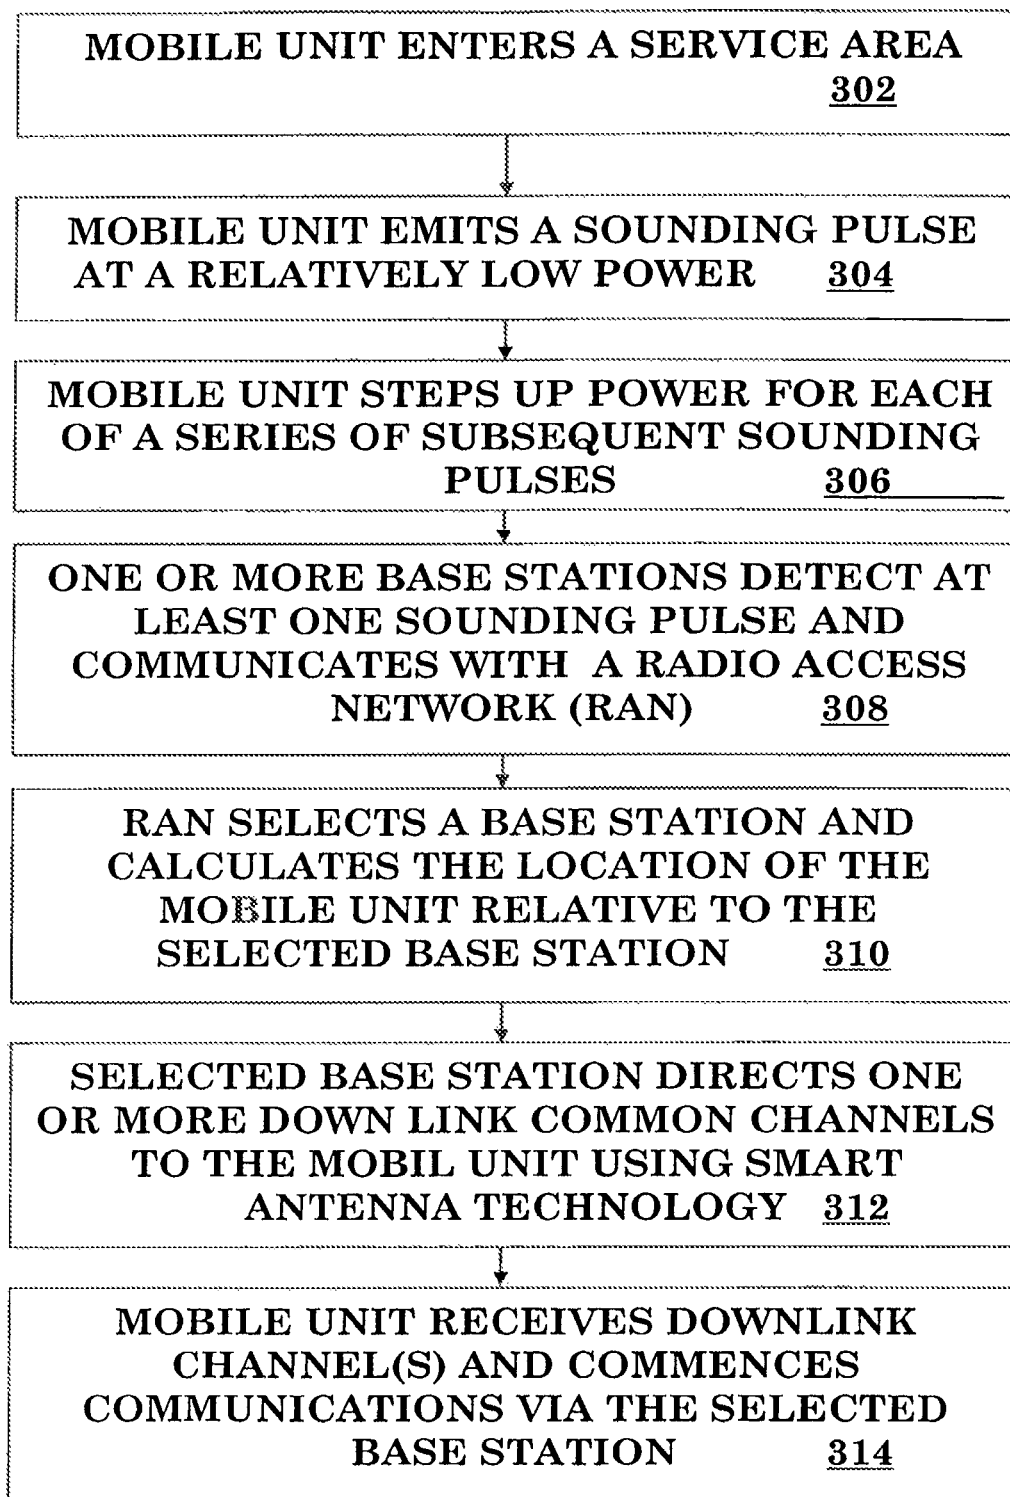 MOBILE UNIT ENTERS A SERVICE AREA
302
MOBILE UNIT EMITS A SOUNDING PULSE
AT A RELATIVELY LOW POWER 304
MOBILE UNIT STEPS UP POWER FOR EACH
OF A SERIES OF SUBSEQUENT SOUNDING
PULSES 306
ONE OR MORE BASE STATIONS DETECT AT
LEAST ONE SOUNDING PULSE AND
COMMUNICATES WITH A RADIO ACCESS
NETWORK (RAN) 308
RAN SELECTS A BASE STATION AND
CALCULATES THE LOCATION OF THE
MOBILE UNIT RELATIVE TO THE
SELECTED BASE STATION 310
SELECTED BASE STATION DIRECTS ONE
OR MORE DOWN LINK COMMON CHANNELS
TO THE MOBIL UNIT USING SMART
ANTENNA TECHNOLOGY 312
MOBILE UNIT RECEIVES DOWNLINK
CHANNEL(S) AND COMMENCES
COMMUNICATIONS VIA THE SELECTED
BASE STATION 314